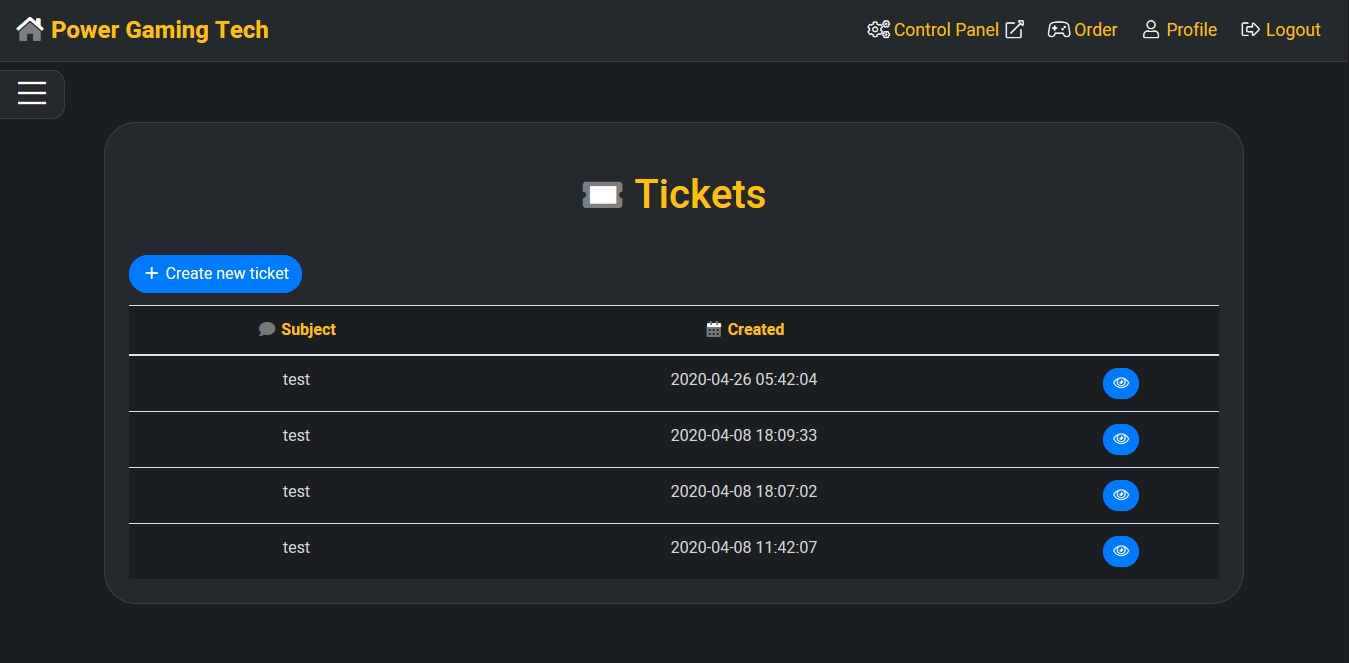 Power Gaming Tech Control Panel Order Profile Logout
Tickets
Create new ticket
Subject Created
test 2020-04-26 05:42:04
test 2020-04-08 18:09:33
test 2020-04-08 18:07:02
test 2020-04-08 11:42:07